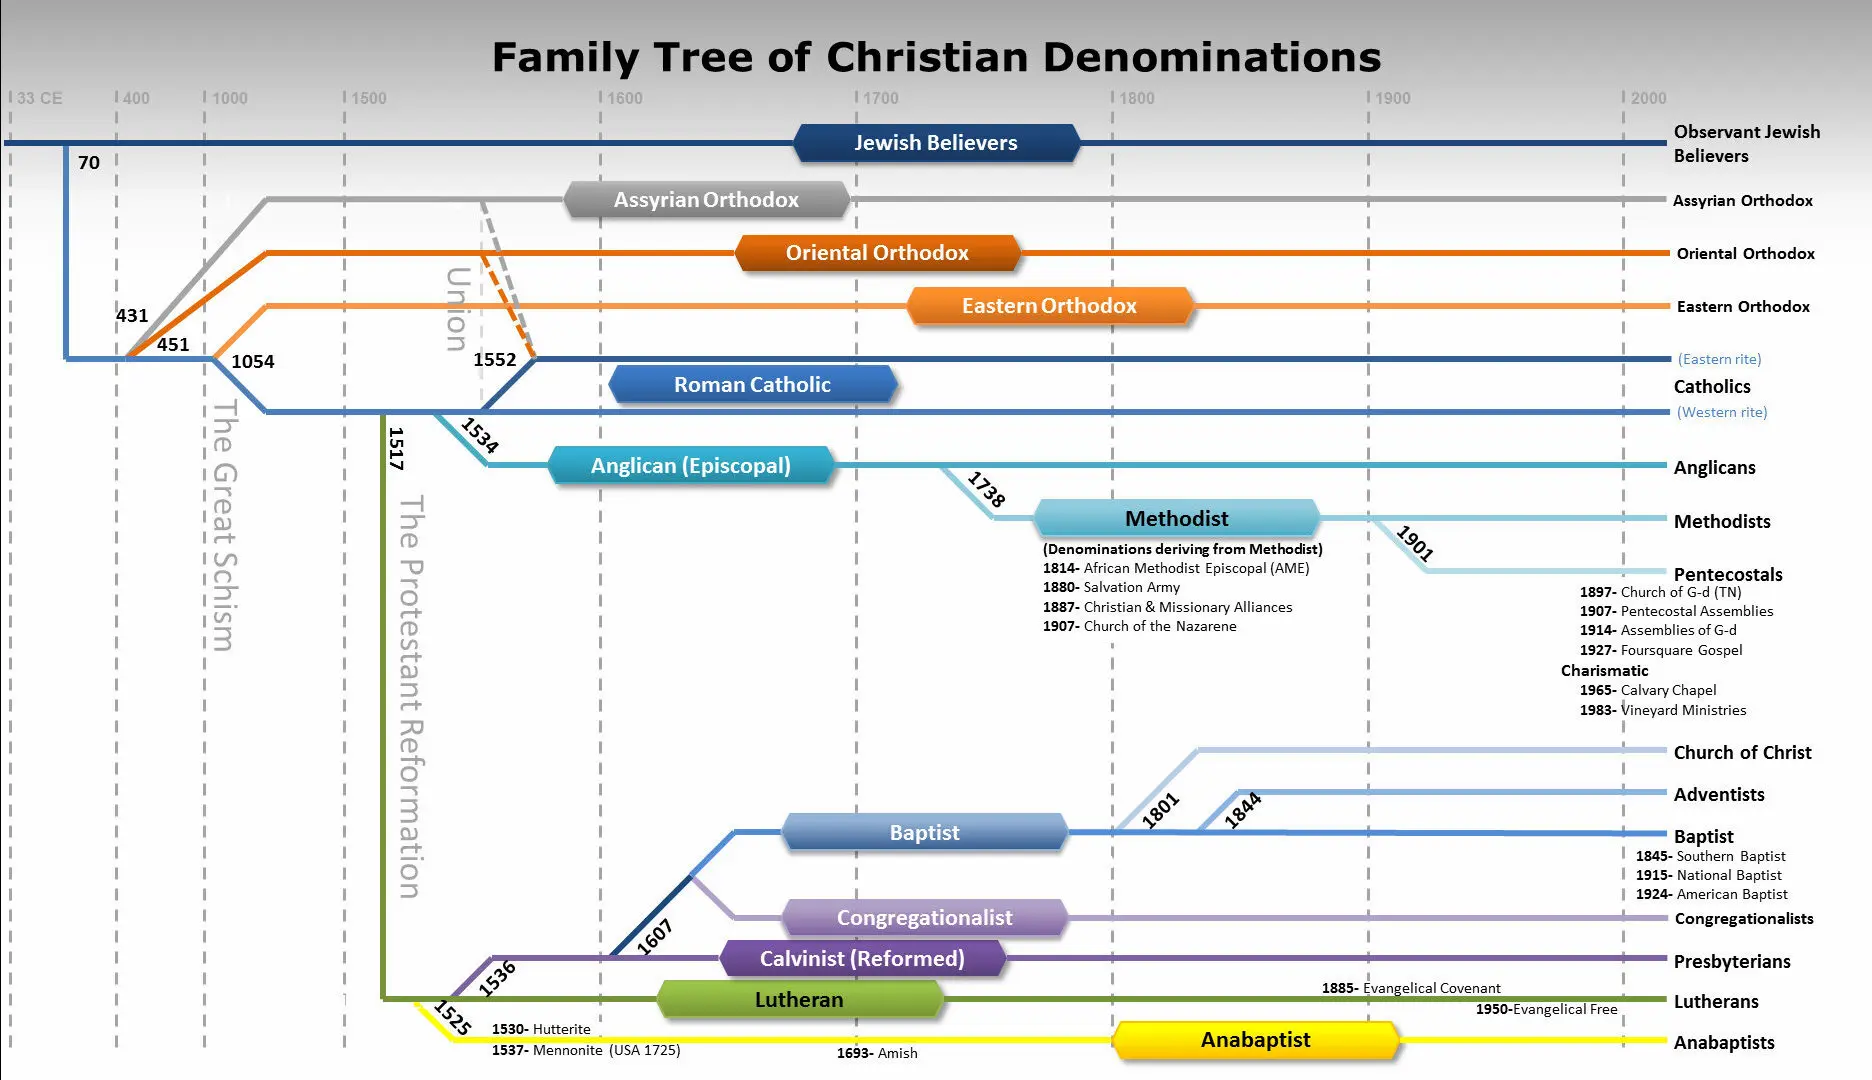 Family Tree of Christian Denominations
33 CE
400
1000
1500
1600
1700
1800
1900
2000
Jewish Believers
Observant Jewish
Believers
70
Assyrian Orthodox
Assyrian Orthodox
Oriental Orthodox
Oriental Orthodox
Union
Eastern Orthodox
Eastern Orthodox
431
451
1054
1552
(Eastern rite)
Roman Catholic
Catholics
(Western rite)
The Great Schism
1517
1534
Anglican (Episcopal)
Anglicans
The Protestant Reformation
1738
Methodist
Methodists
(Denominations deriving from Methodist)
1814- African Methodist Episcopal (AME)
1880- Salvation Army
1887- Christian & Missionary Alliances
1907- Church of the Nazarene
1901
Pentecostals
1897- Church of G-d (TN)
1907- Pentecostal Assemblies
1914- Assemblies of G-d
1927- Foursquare Gospel
Charismatic
1965- Calvary Chapel
1983- Vineyard Ministries
Church of Christ
1801
1844
Adventists
Baptist
Baptist
1845- Southern Baptist
1915- National Baptist
1924- American Baptist
Congregationalist
Congregationalists
1607
Calvinist (Reformed)
Presbyterians
1536
Lutheran
1885- Evangelical Covenant
1950-Evangelical Free
Lutherans
1525
1530- Hutterite
1537- Mennonite (USA 1725)
1693- Amish
Anabaptist
Anabaptists